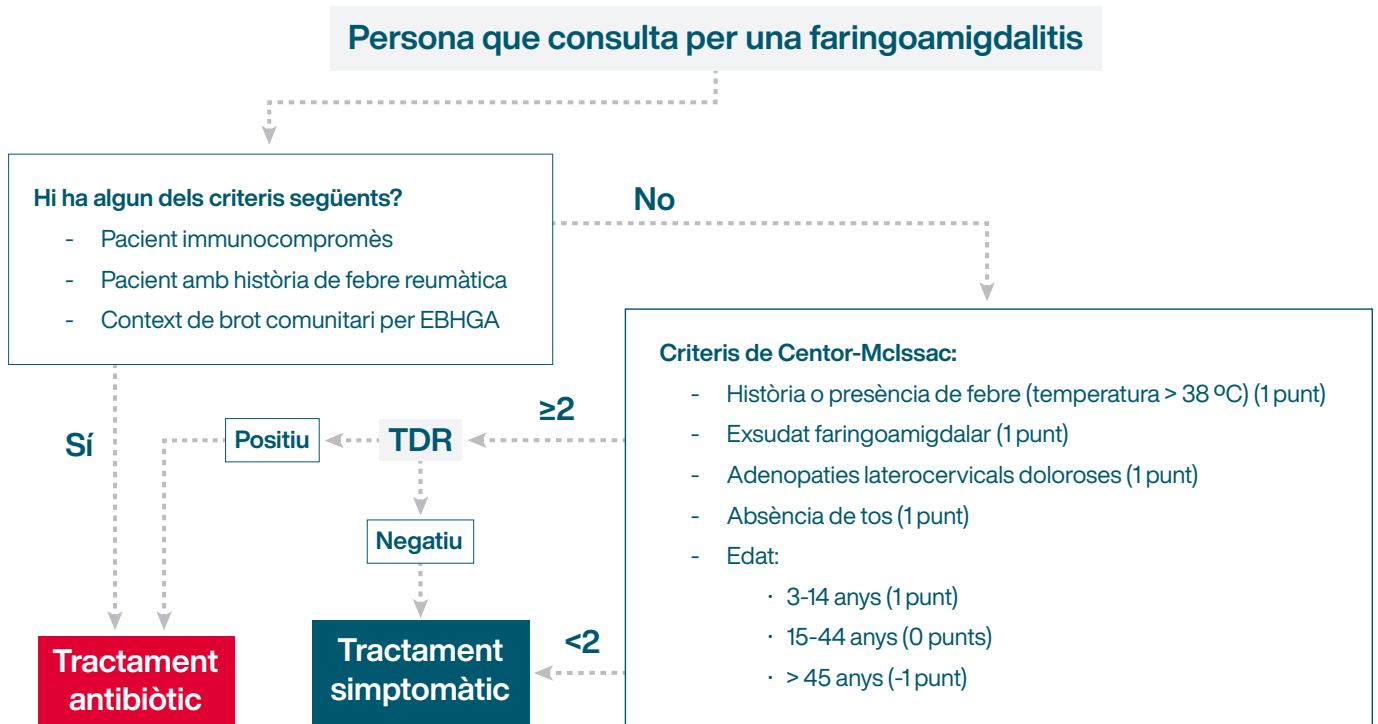 Persona que consulta per una faringoamigdalitis
Hi ha algun dels criteris següents?
- Pacient immunocompromès
- Pacient amb història de febre reumàtica
- Context de brot comunitari per EBHGA
No
Criteris de Centor-McIssac:
- Història o presència de febre (temperatura > 38 ºC) (1 punt)
- Exsudat faringoamigdalar (1 punt)
- Adenopaties laterocervicals doloroses (1 punt)
- Absència de tos (1 punt)
- Edat:
· 3-14 anys (1 punt)
· 15-44 anys (0 punts)
· > 45 anys (-1 punt)
≥2
TDR
Positiu
Sí
Negatiu
<2
Tractament
antibiòtic
Tractament
simptomàtic